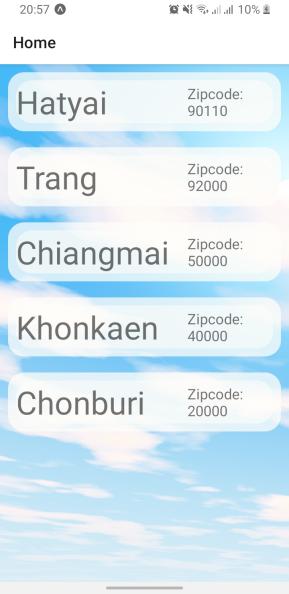 20:57 10%
Home
Hatyai
Zipcode:
90110
Trang
Zipcode:
92000
Chiangmai
Zipcode:
50000
Khonkaen
Zipcode:
40000
Chonburi
Zipcode:
20000